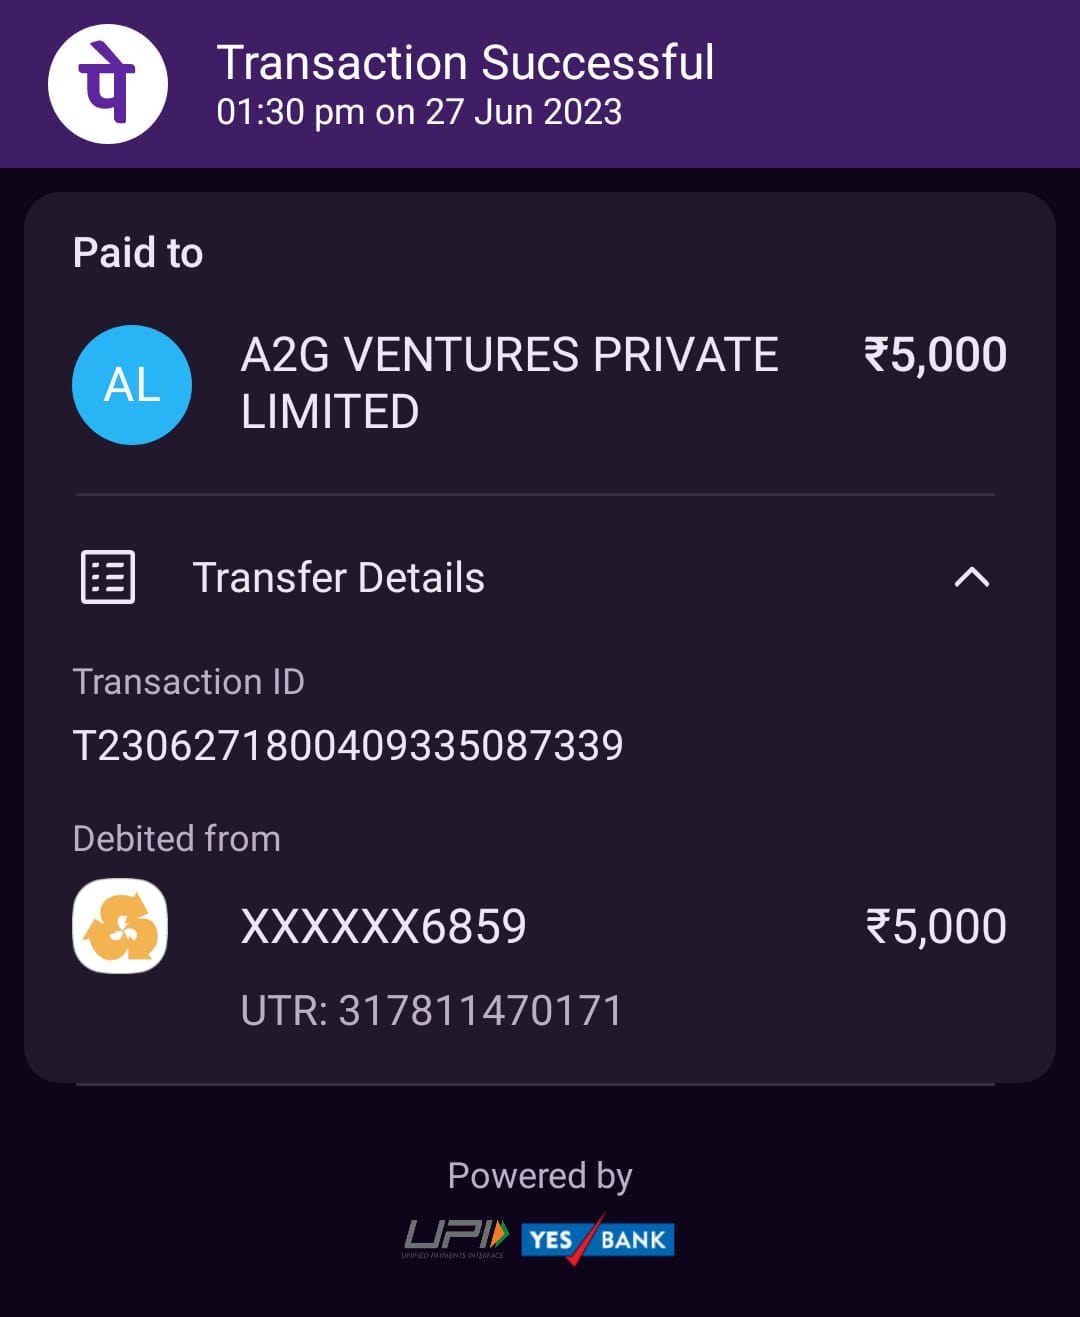 पे
Transaction Successful
01:30 pm on 27 Jun 2023
Paid to
AL
A2G VENTURES PRIVATE
LIMITED
₹5,000
Transfer Details
Transaction ID
T2306271800409335087339
Debited from
XXXXXX6859
₹5,000
UTR: 317811470171
Powered by
UPI
UNIFIED PAYMENTS INTERFACE
YES BANK